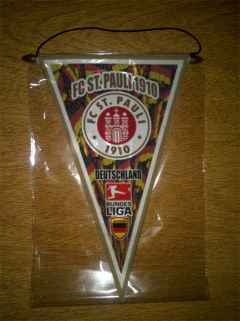 FC ST. PAULI 1910
FC ST. PAULI
1910
DEUTSCHLAND
BUNDES
LIGA